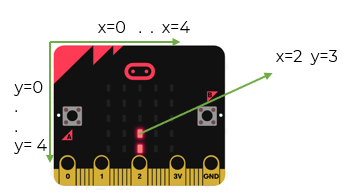 x=0 . . x=4
x=2 y=3
y=0
.
.
y= 4
B
A
0 1 2 3V GND